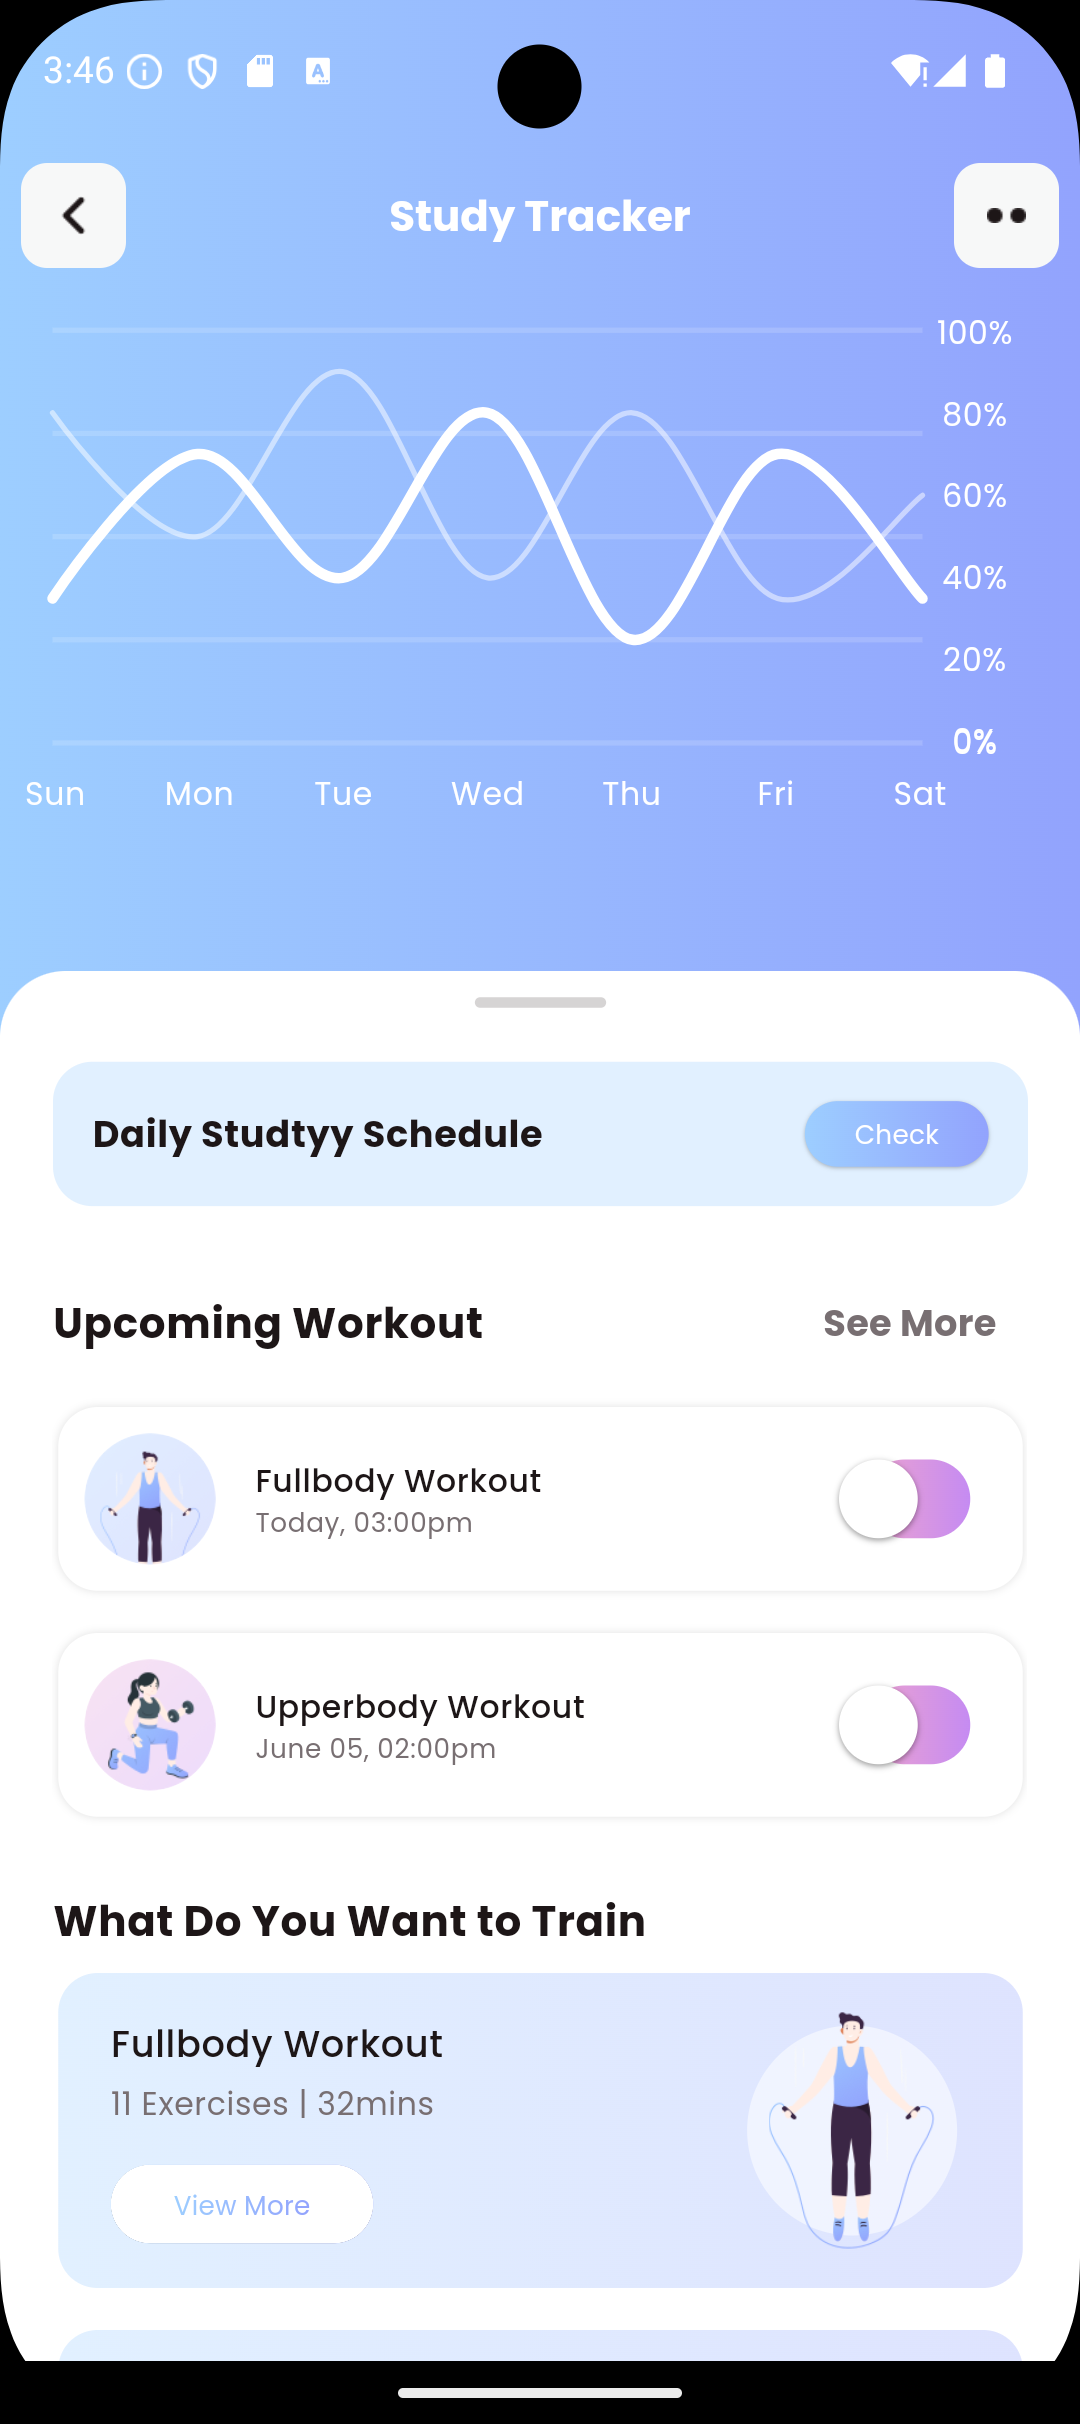 3:46
Study Tracker
100%
80%
60%
40%
20%
0%
Sun Mon Tue Wed Thu Fri Sat
Daily Studtyy Schedule
Check
Upcoming Workout
See More
Fullbody Workout
Today, 03:00pm
Upperbody Workout
June 05, 02:00pm
What Do You Want to Train
Fullbody Workout
11 Exercises | 32mins
View More